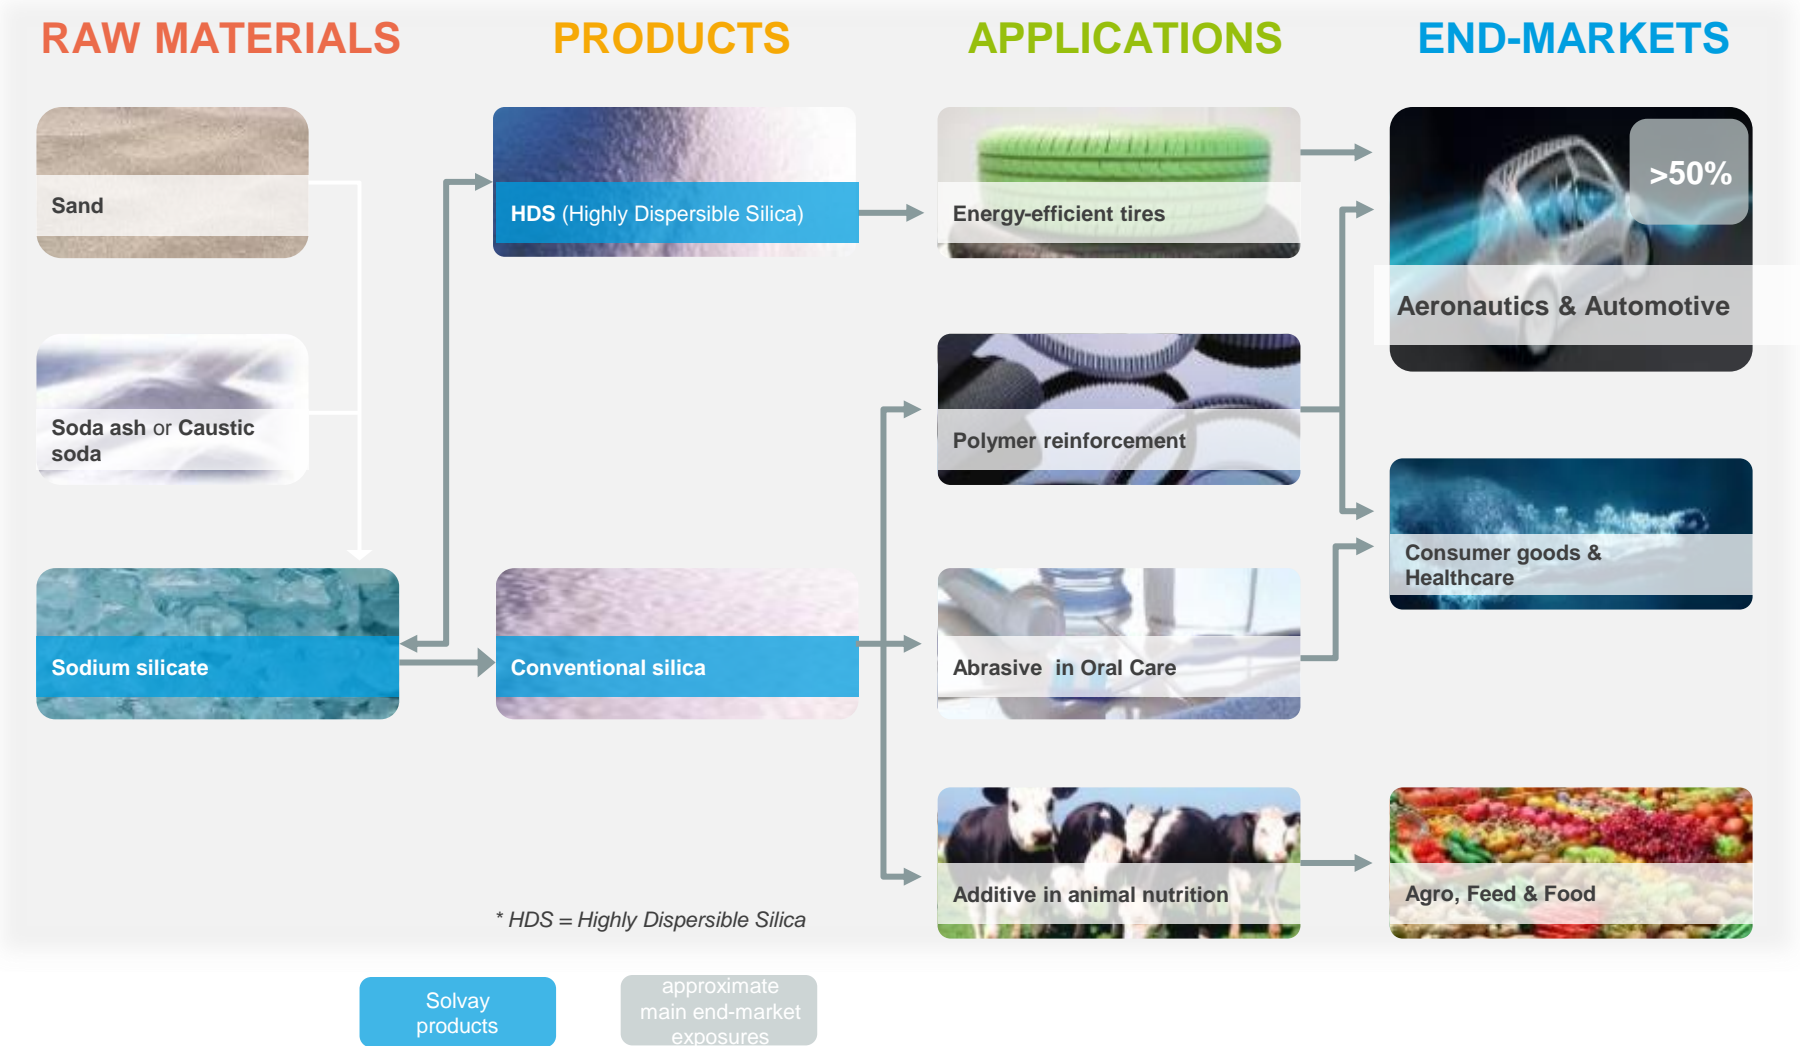 RAW MATERIALS
PRODUCTS
APPLICATIONS
END-MARKETS
Sand
HDS (Highly Dispersible Silica)
Energy-efficient tires
>50%
Aeronautics & Automotive
Soda ash or Caustic
soda
Polymer reinforcement
Consumer goods &
Healthcare
Sodium silicate
Conventional silica
Abrasive in Oral Care
Additive in animal nutrition
Agro, Feed & Food
* HDS = Highly Dispersible Silica
Solvay
products
approximate
main end-market
exposures